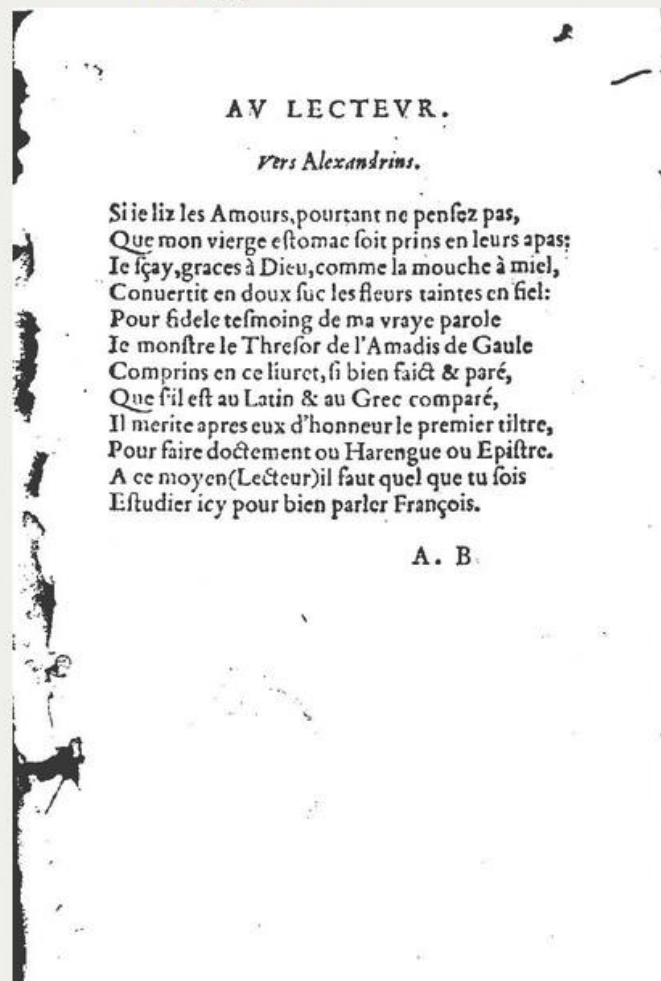 AV LECTEVR.
Vers Alexandrins.
Si ie liz les Amours, pourtant ne penſez pas,
Que mon vierge eſtomac ſoit prins en leurs apas:
Ie ſçay, graces à Dieu, comme la mouche à miel,
Conuertit en doux ſuc les fleurs taintes en fiel:
Pour fidele teſmoing de ma vraye parole
Ie monſtre le Threſor de l'Amadis de Gaule
Comprins en ce liuret, ſi bien faict & paré,
Que ſ'il eſt au Latin & au Grec comparé,
Il merite apres eux d'honneur le premier tiltre,
Pour faire doctement ou Harengue ou Epiſtre.
A ce moyen (Lecteur) il faut quel que tu ſois
Eſtudier icy pour bien parler François.
A. B